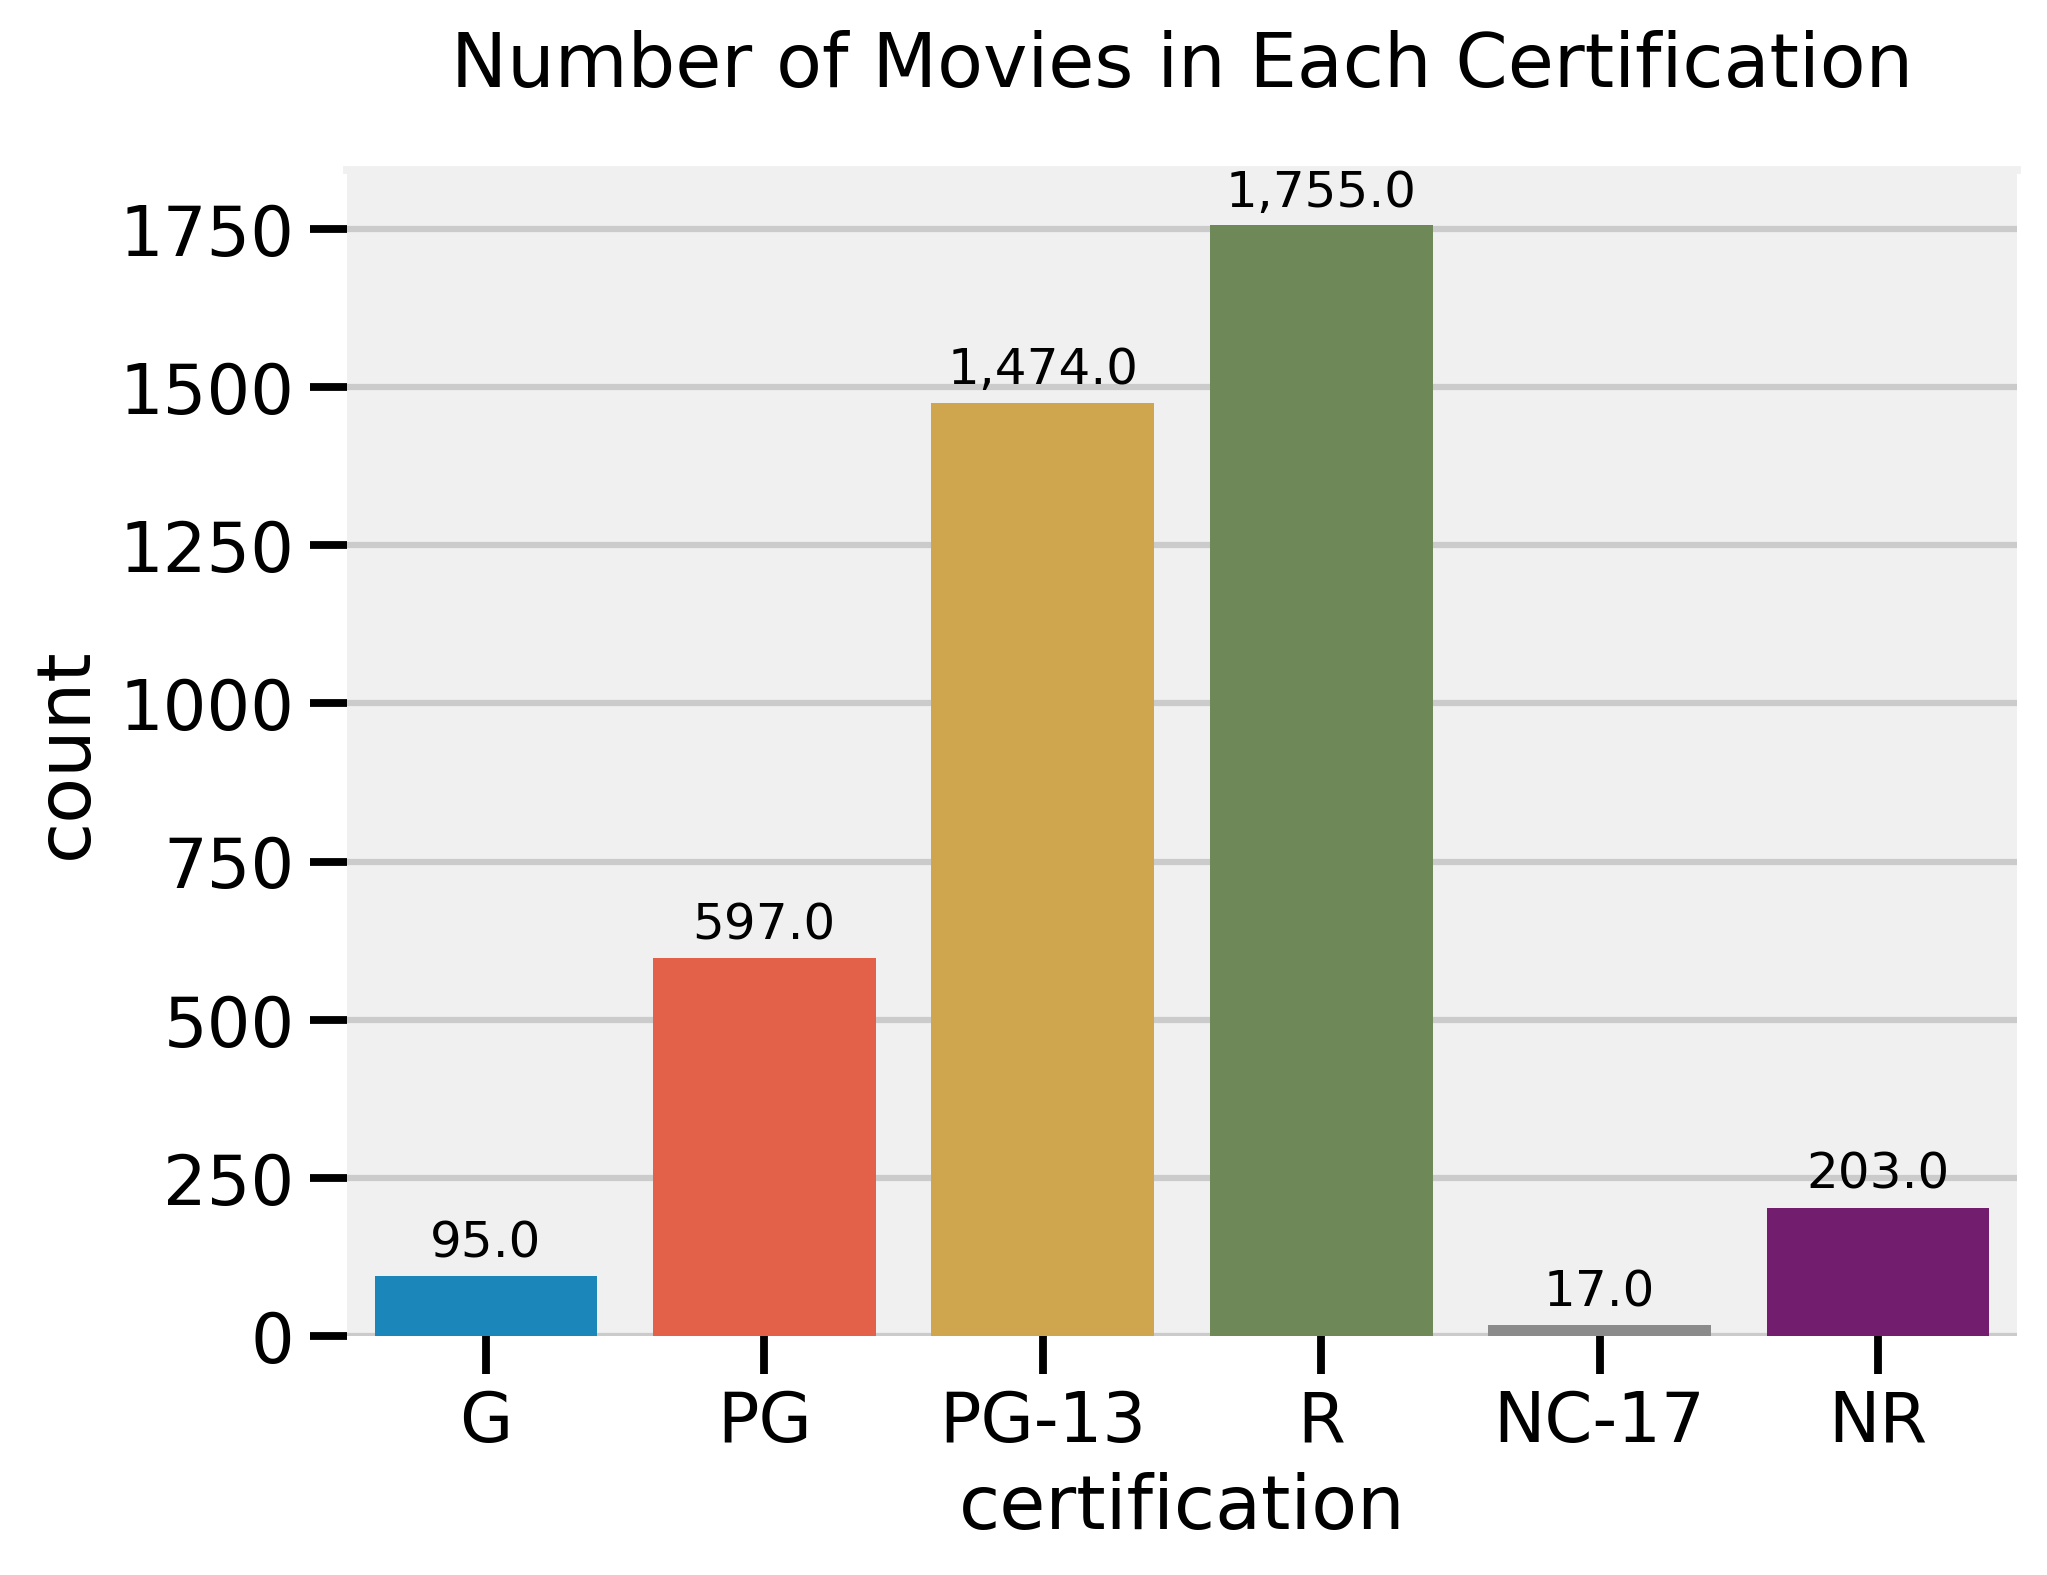 Number of Movies in Each Certification
1750
1500
1250
1000
750
500
250
0
count
95.0
597.0
1,474.0
1,755.0
17.0
203.0
G
PG
PG-13
R
NC-17
NR
certification